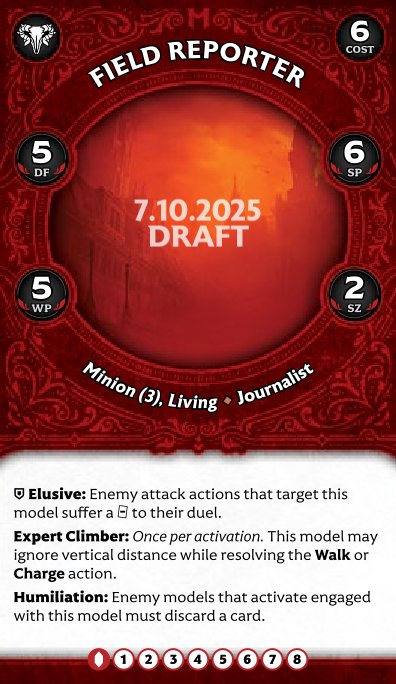 FIELD REPORTER
6
COST
5
DF
6
SP
7.10.2025
DRAFT
5
WP
2
SZ
Minion (3), Living • Journalist
Elusive: Enemy attack actions that target this
model suffer a to their duel.
Expert Climber: Once per activation. This model may
ignore vertical distance while resolving the Walk or
Charge action.
Humiliation: Enemy models that activate engaged
with this model must discard a card.
1 2 3 4 5 6 7 8